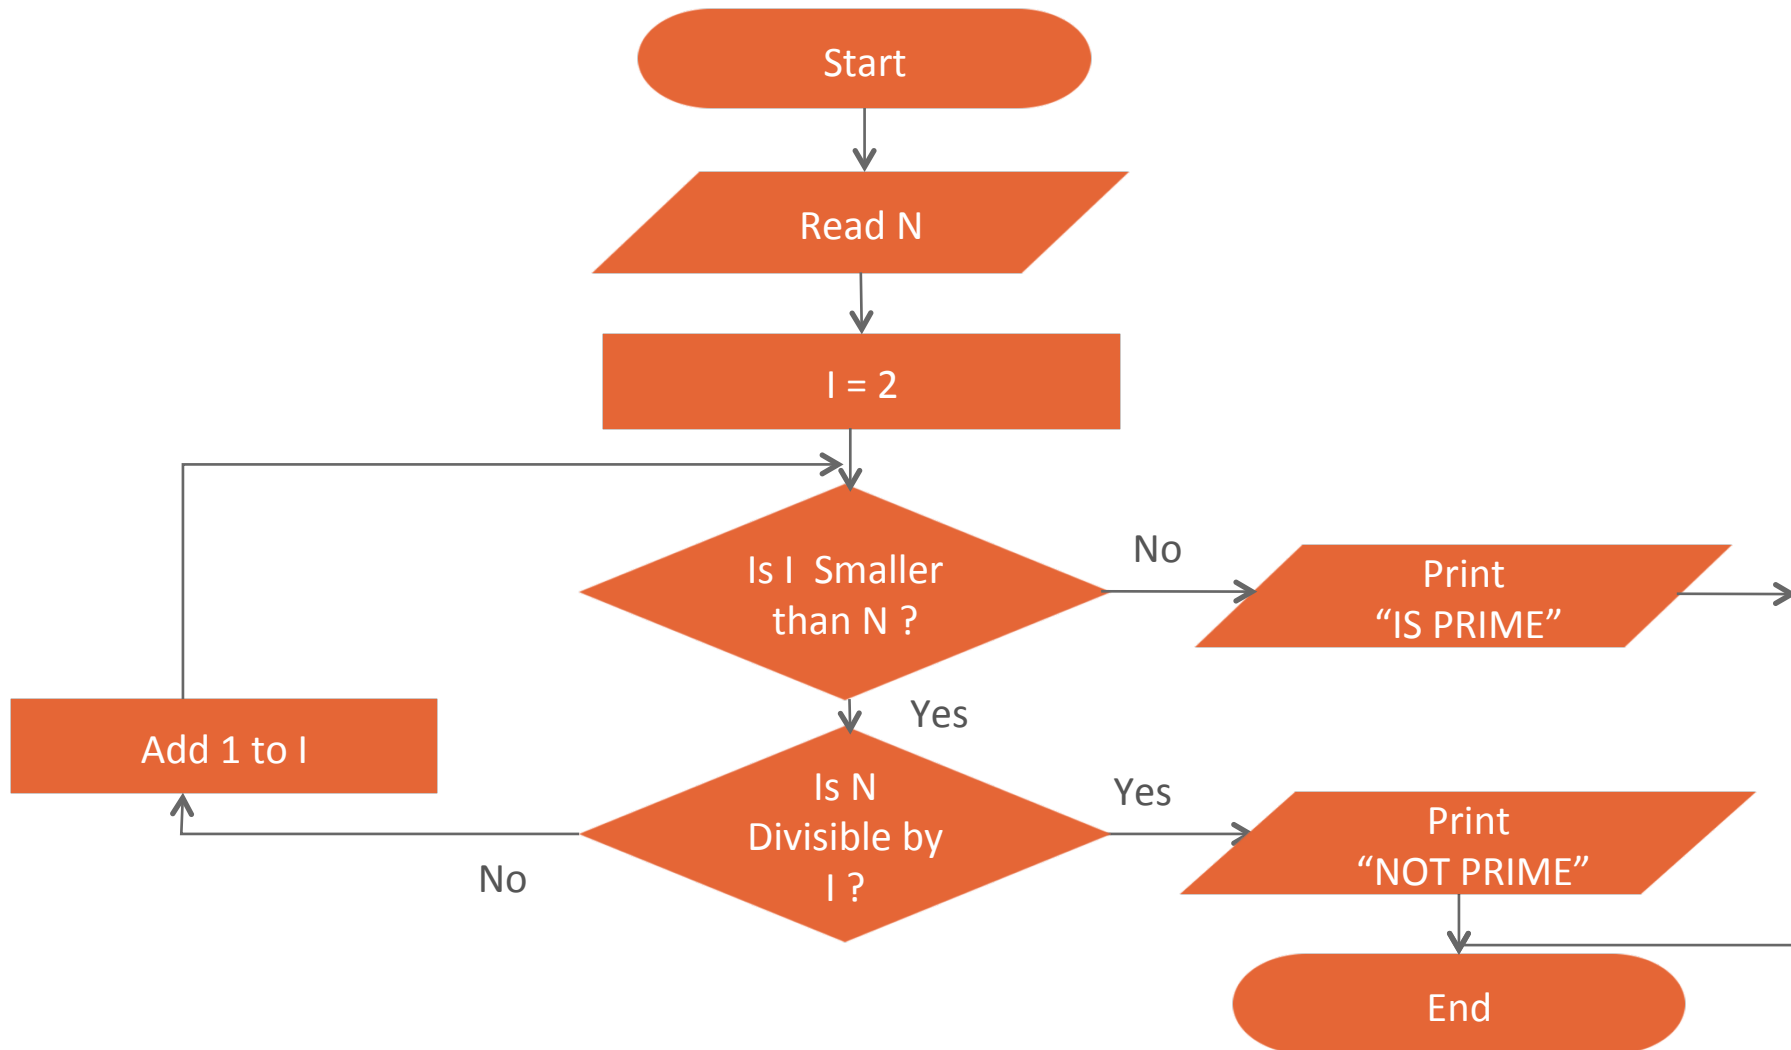 Start
Read N
I = 2
Is I  Smaller
than N ?
No
Print
“IS PRIME”
Yes
Add 1 to I
Is N
Divisible by
I ?
No
Yes
Print
“NOT PRIME”
End